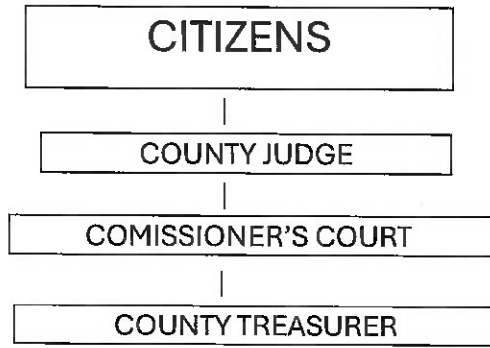 CITIZENS
COUNTY JUDGE
COMISSIONER'S COURT
COUNTY TREASURER